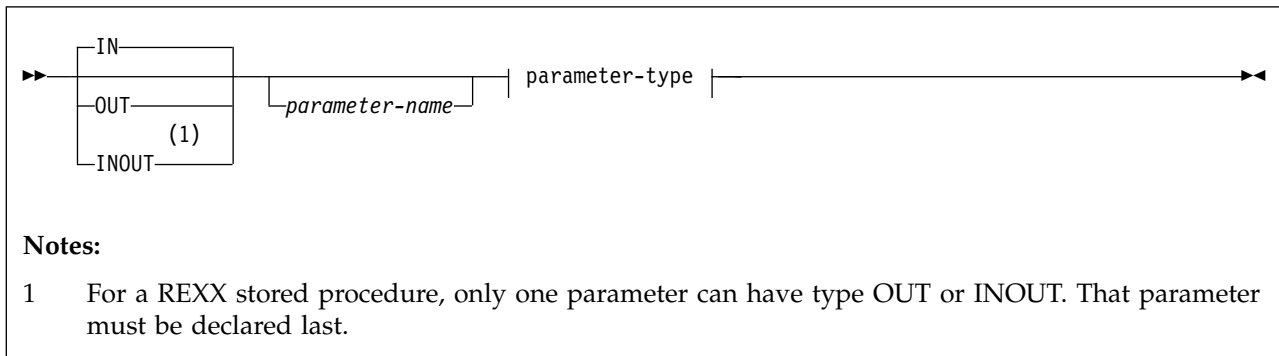 IN
parameter-type
OUT
parameter-name
(1)
INOUT
Notes:
1 For a REXX stored procedure, only one parameter can have type OUT or INOUT. That parameter
must be declared last.